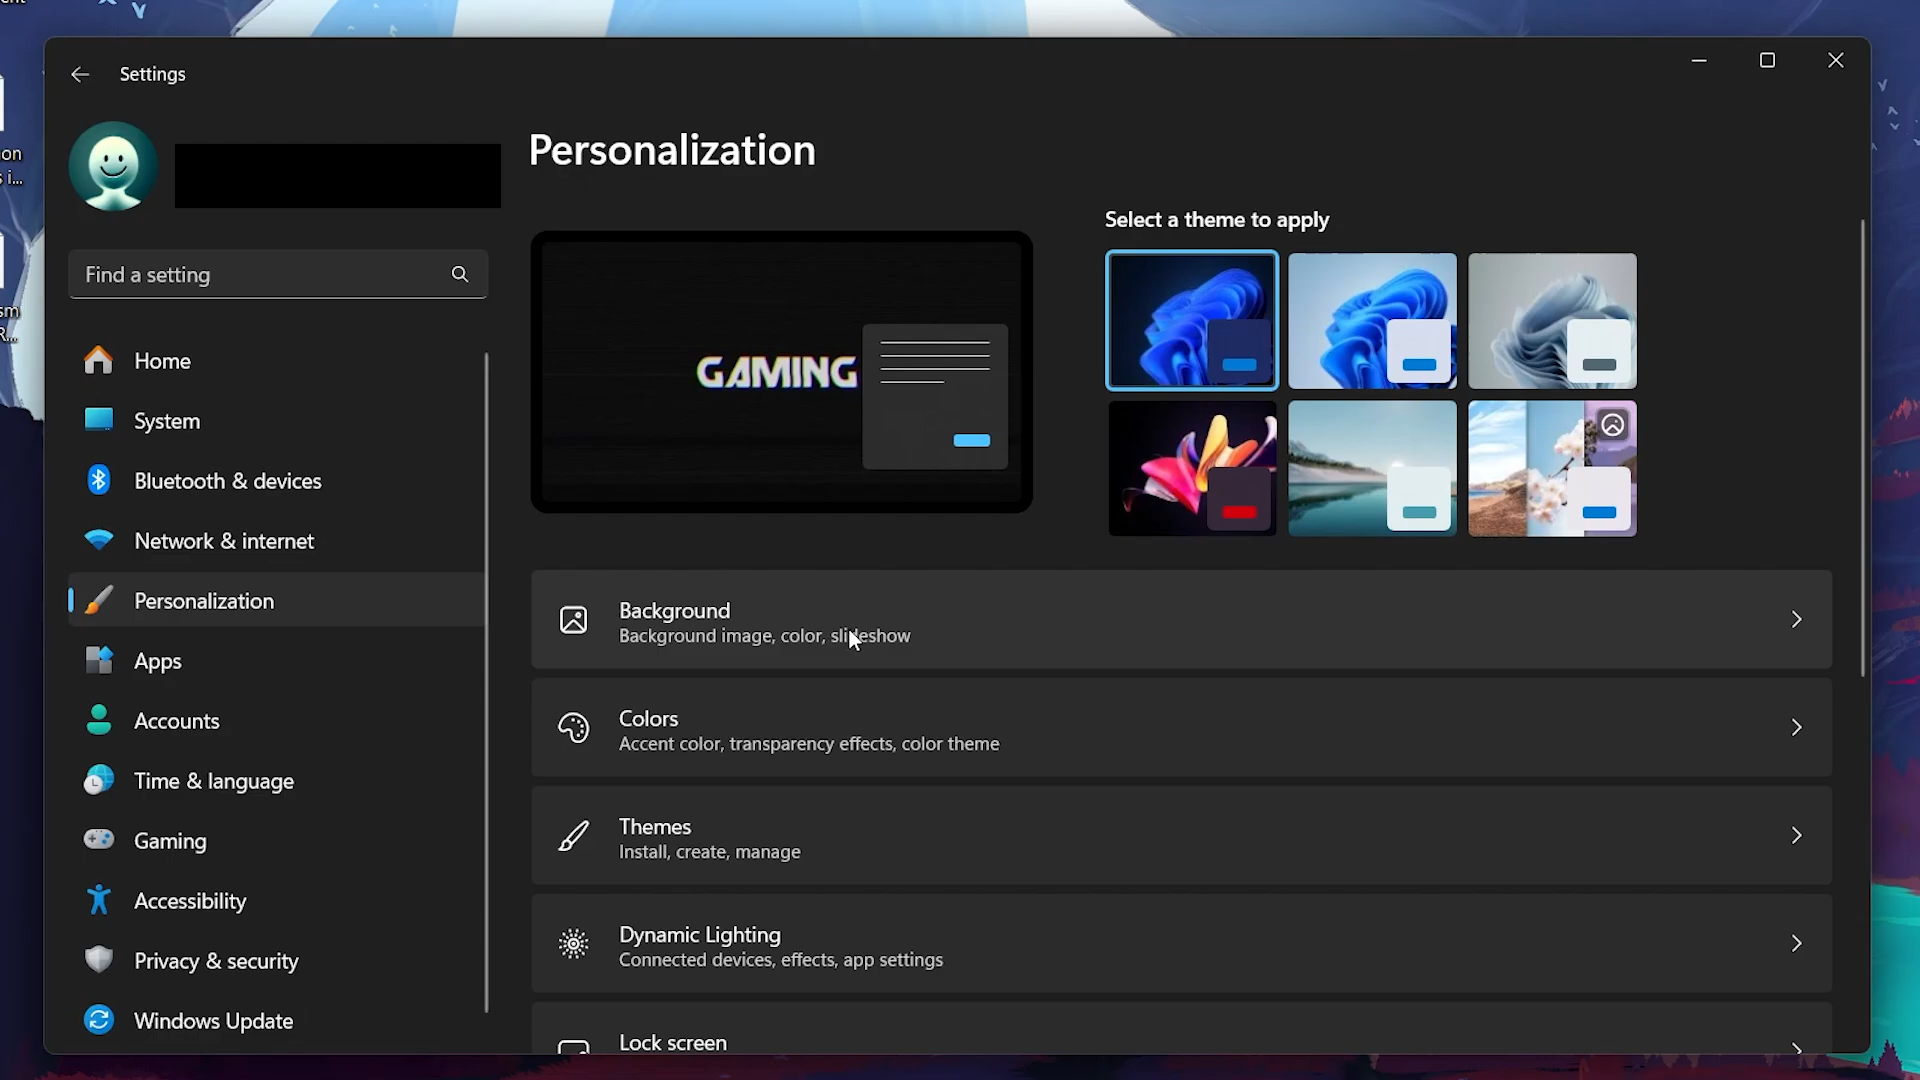 on
s i...
sm
R...
Settings
Find a setting
Home
System
Bluetooth & devices
Network & internet
Personalization
Apps
Accounts
Time & language
Gaming
Accessibility
Privacy & security
Windows Update
Personalization
GAMING
Select a theme to apply
Background
Background image, color, slideshow
Colors
Accent color, transparency effects, color theme
Themes
Install, create, manage
Dynamic Lighting
Connected devices, effects, app settings
Lock screen